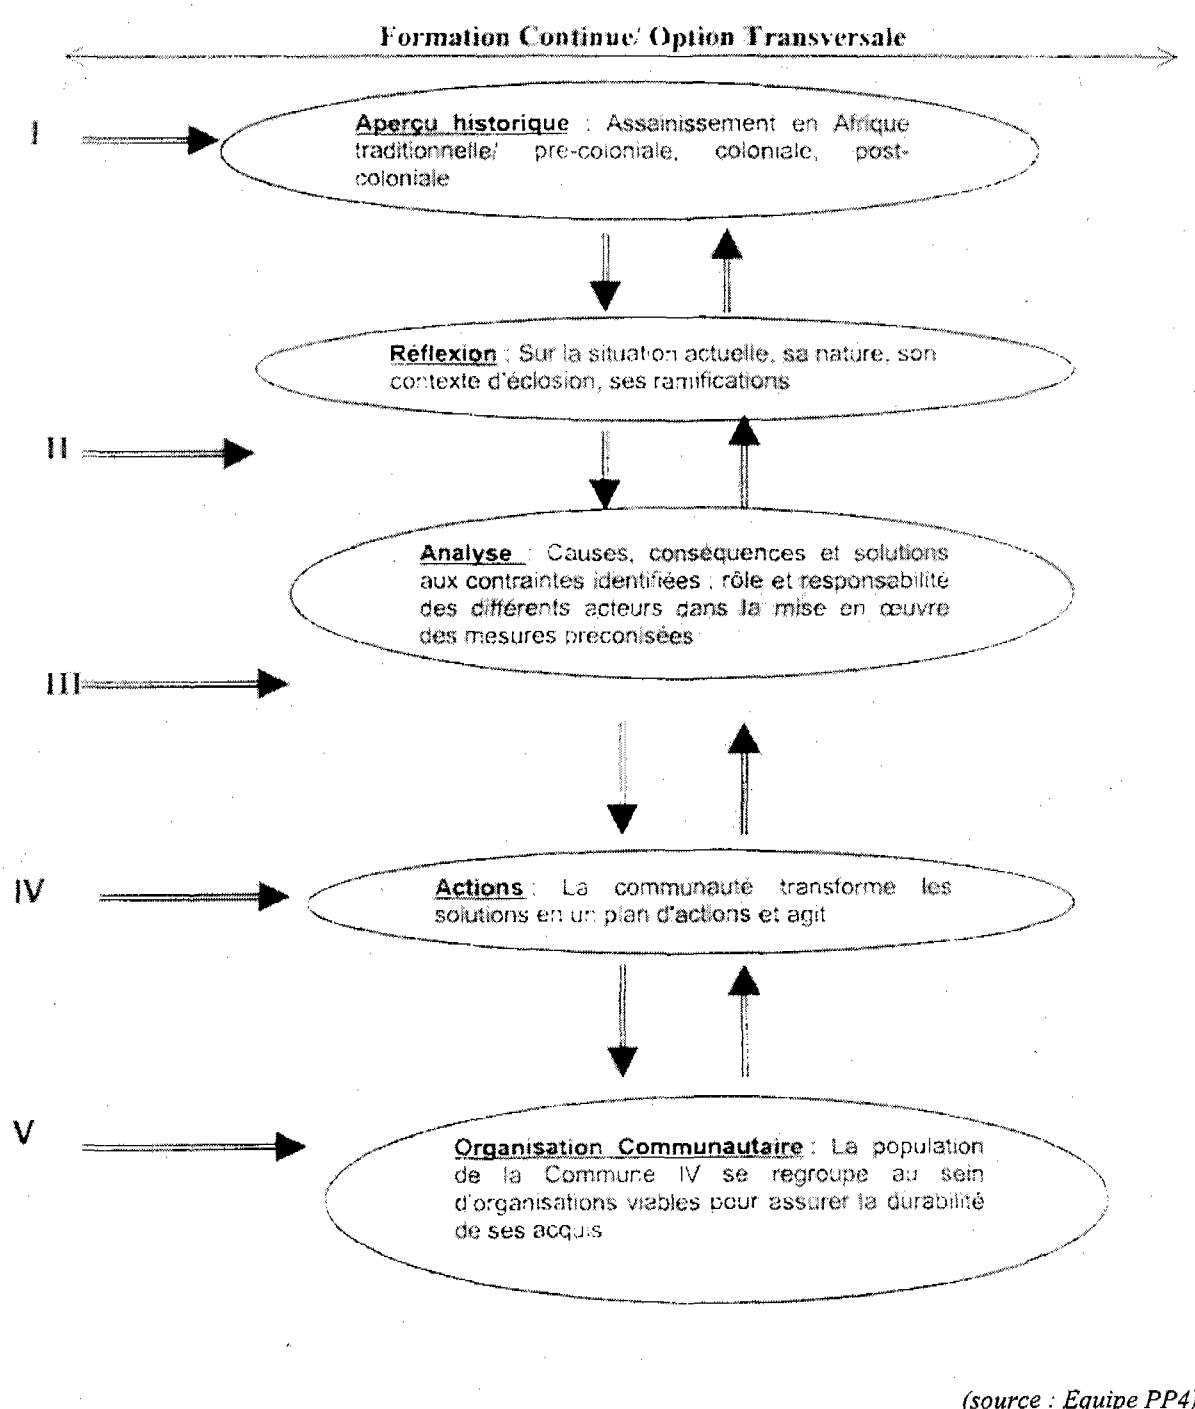 Formation Continue/ Option Transversale
I
Aperçu historique : Assainissement en Afrique
traditionnelle/ pre-coloniale, coloniale, post-
coloniale
Réflexion : Sur la situation actuelle, sa nature, son
contexte d'éclosion, ses ramifications
II
Analyse : Causes, conséquences et solutions
aux contraintes identifiées ; rôle et responsabilité
des différents acteurs dans la mise en œuvre
des mesures préconisées
III
IV
Actions : La communauté transforme les
solutions en un plan d'actions et agit
V
Organisation Communautaire : La population
de la Commune IV se regroupe au sein
d'organisations viables pour assurer la durabilité
de ses acquis
(source : Equipe PP4)